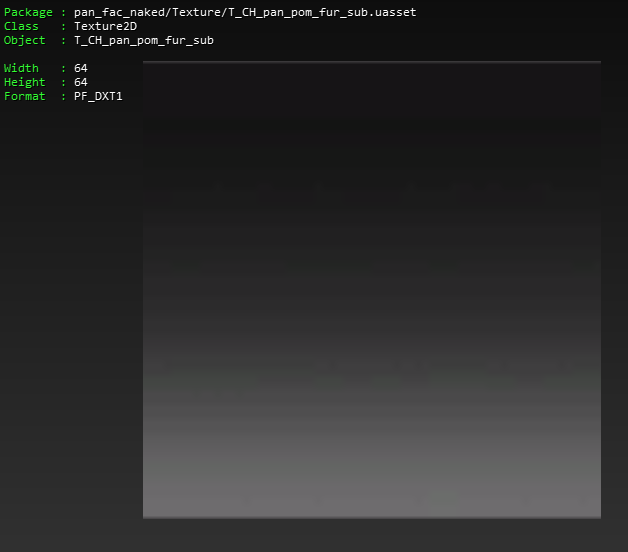 Package : pan_fac_naked/Texture/T_CH_pan_pom_fur_sub.uasset
Class : Texture2D
Object : T_CH_pan_pom_fur_sub
Width : 64
Height : 64
Format : PF_DXT1